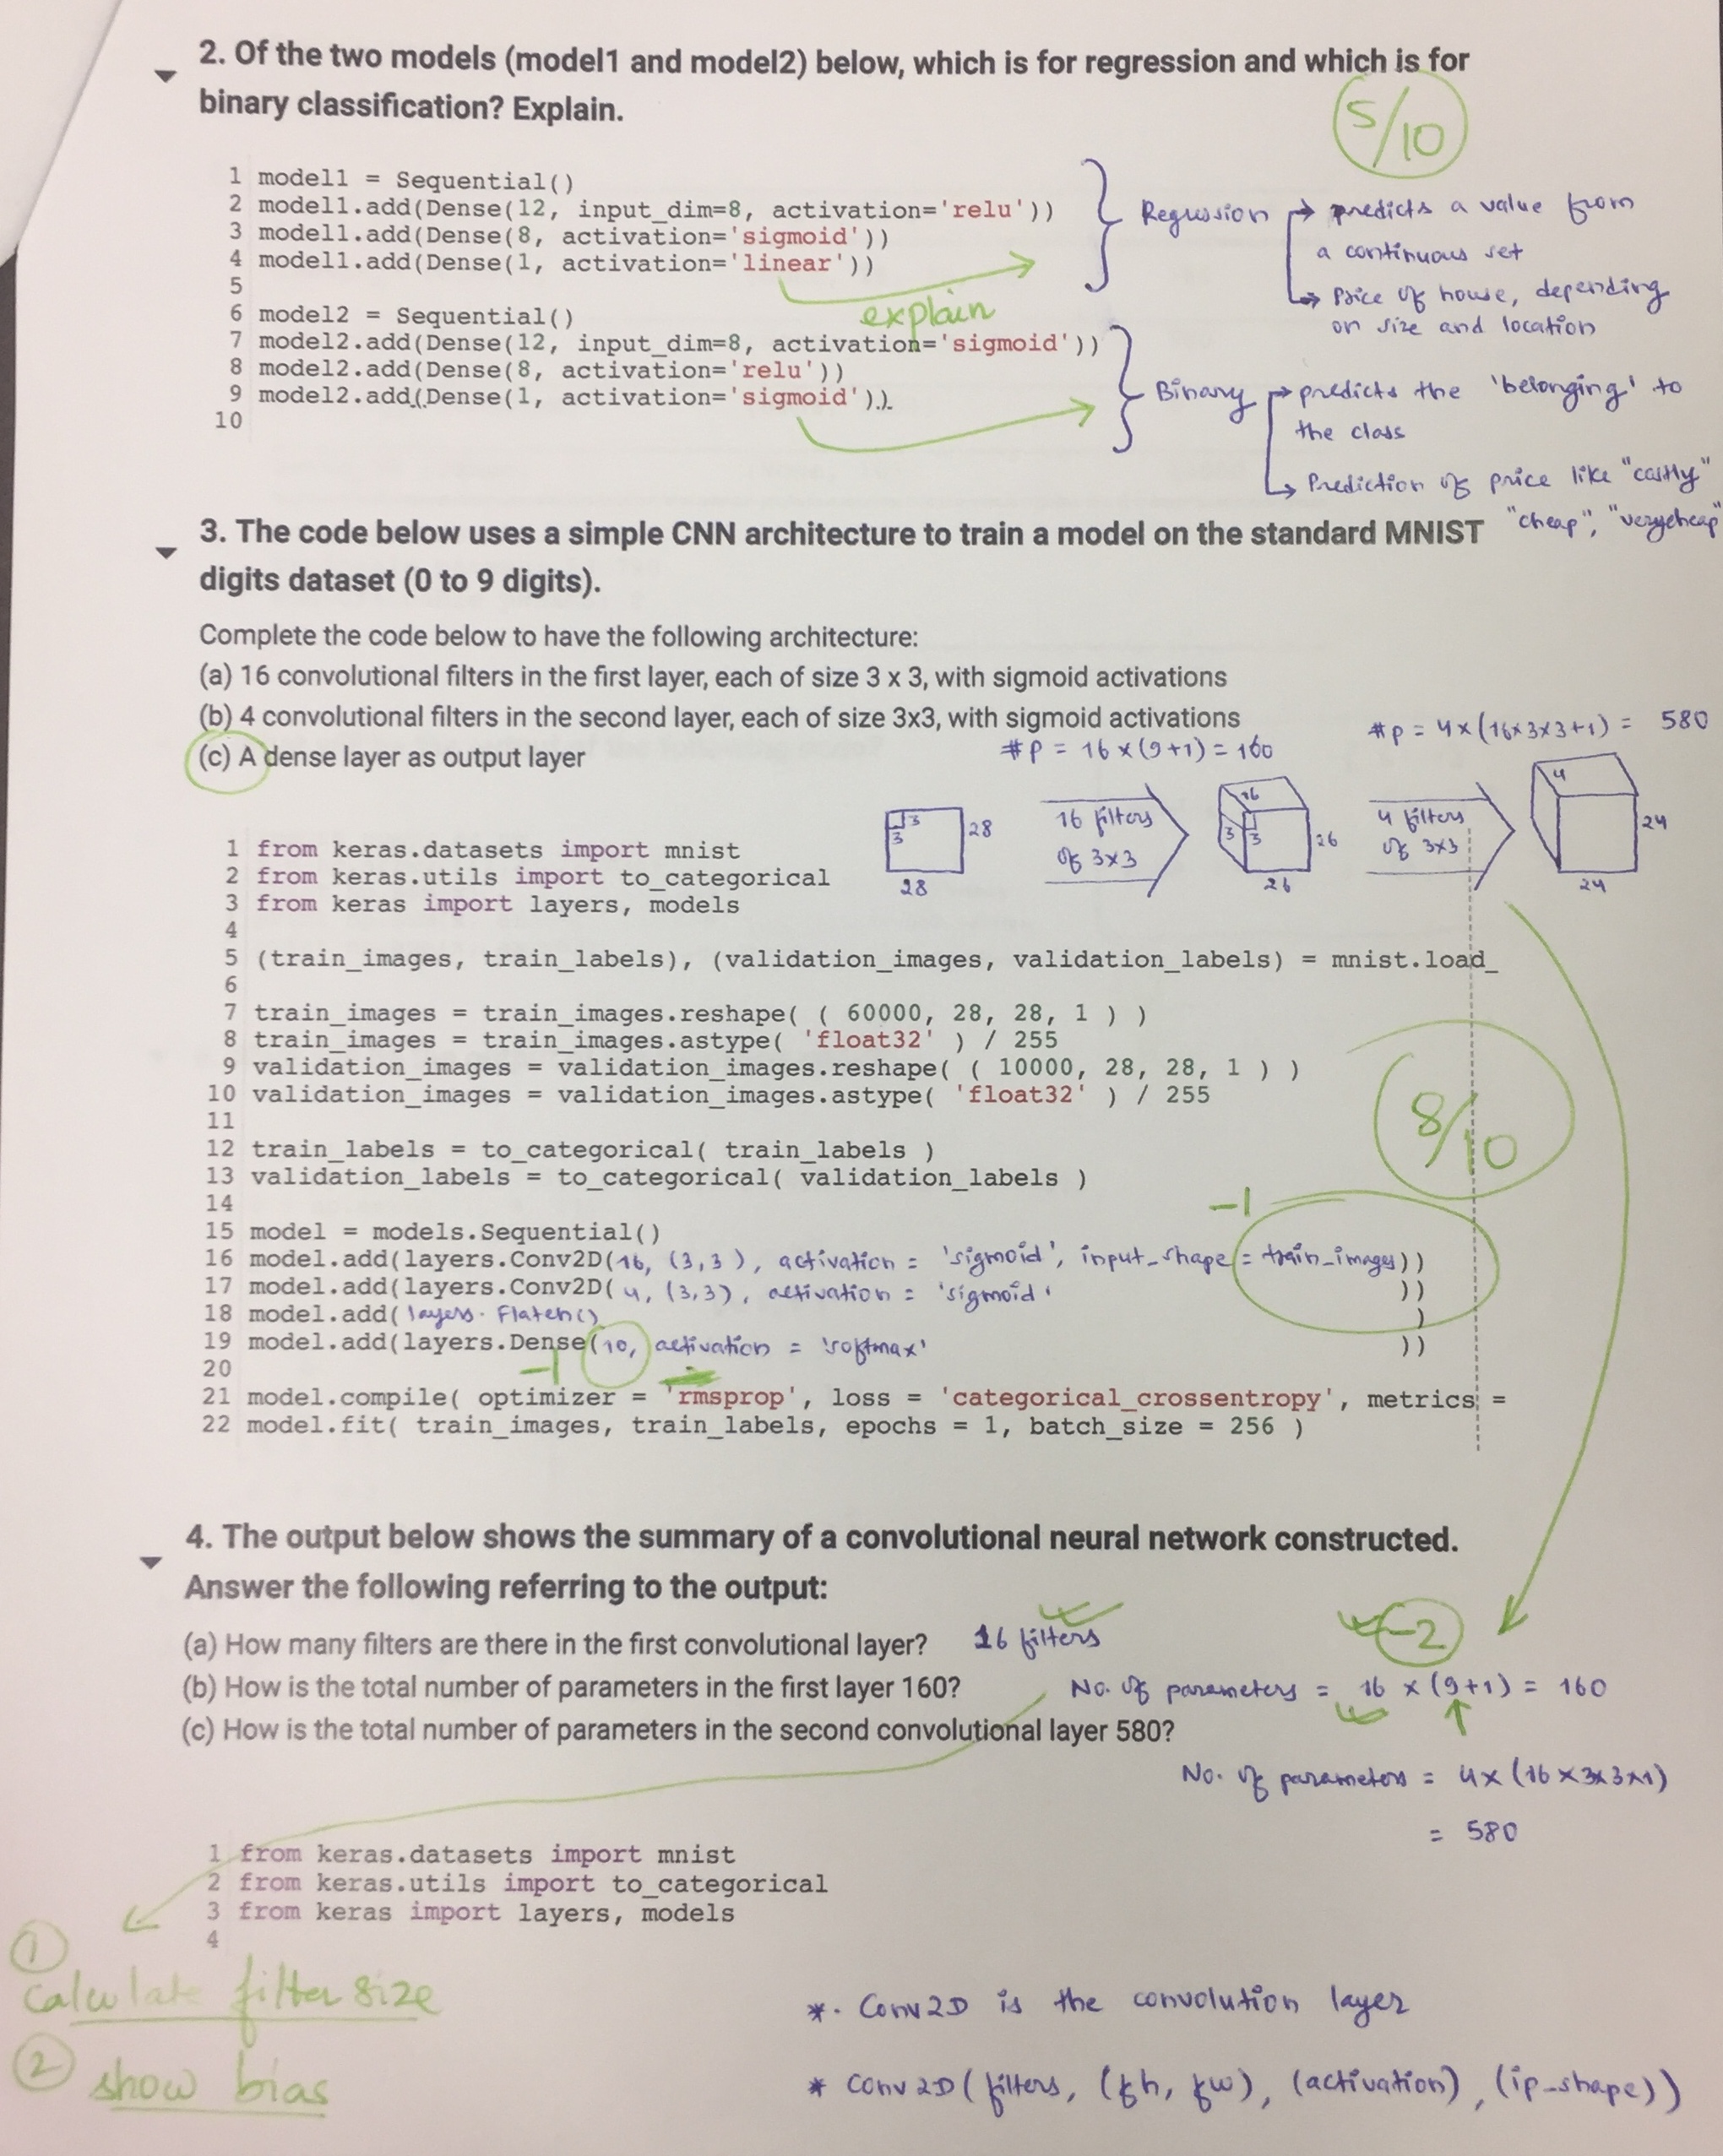 2. Of the two models (model1 and model2) below, which is for regression and which is for
binary classification? Explain.
5/10
1 model1 = Sequential()
2 model1.add(Dense(12, input_dim=8, activation='relu'))
3 model1.add(Dense(8, activation='sigmoid'))
4 model1.add(Dense(1, activation='linear'))
5
6 model2 = Sequential()
7 model2.add(Dense(12, input_dim=8, activation='sigmoid'))
8 model2.add(Dense(8, activation='relu'))
9 model2.add(Dense(1, activation='sigmoid'))
10
explain
Regression → predicts a value from
a continuous set
→ Price of house, depending
on size and location
Binary → predicts the 'belonging' to
the class
→ Prediction of price like "costly"
"cheap", "verycheap"
3. The code below uses a simple CNN architecture to train a model on the standard MNIST
digits dataset (0 to 9 digits).
Complete the code below to have the following architecture:
(a) 16 convolutional filters in the first layer, each of size 3 x 3, with sigmoid activations
(b) 4 convolutional filters in the second layer, each of size 3x3, with sigmoid activations
(c) A dense layer as output layer
#P = 16 x (9+1) = 160
#P = 4x(16x3x3+1) = 580
3
3
28
28
16 filters
of 3x3
16
3
3
26
26
4 filters
of 3x3
4
24
24
1 from keras.datasets import mnist
2 from keras.utils import to_categorical
3 from keras import layers, models
4
5 (train_images, train_labels), (validation_images, validation_labels) = mnist.load_
6
7 train_images = train_images.reshape( ( 60000, 28, 28, 1 ) )
8 train_images = train_images.astype( 'float32' ) / 255
9 validation_images = validation_images.reshape( ( 10000, 28, 28, 1 ) )
10 validation_images = validation_images.astype( 'float32' ) / 255
11
12 train_labels = to_categorical( train_labels )
13 validation_labels = to_categorical( validation_labels )
14
8/10
-1
15 model = models.Sequential()
16 model.add(layers.Conv2D(16, (3,3), activation = 'sigmoid', input_shape = train_images))
17 model.add(layers.Conv2D( 4, (3,3), activation = 'sigmoid' ))
18 model.add( layers. Flaten() )
19 model.add(layers.Dense(10, activation = 'softmax' ))
20
-1
21 model.compile( optimizer = 'rmsprop', loss = 'categorical_crossentropy', metrics =
22 model.fit( train_images, train_labels, epochs = 1, batch_size = 256 )
4. The output below shows the summary of a convolutional neural network constructed.
Answer the following referring to the output:
(a) How many filters are there in the first convolutional layer? 16 filters
-2
(b) How is the total number of parameters in the first layer 160? No. of parameters = 16 x (9+1) = 160
(c) How is the total number of parameters in the second convolutional layer 580?
No. of parameters = 4x (16 x 3x3x1)
= 580
1 from keras.datasets import mnist
2 from keras.utils import to_categorical
3 from keras import layers, models
4
1
calculate filter size
2 show bias
*. Conv2D is the convolution layer
* Conv2D (filters, (fh, fw), (activation), (ip_shape))